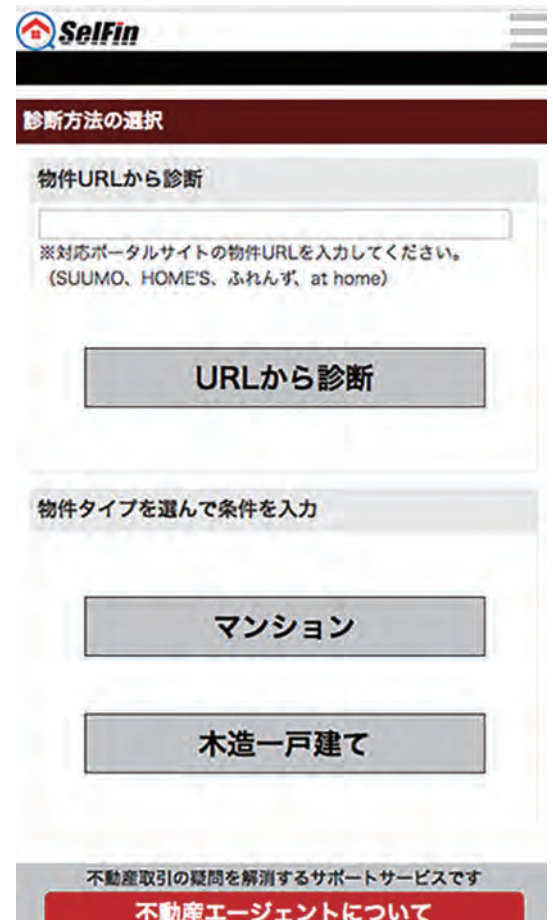 SelFin
診断方法の選択
物件URLから診断
※対応ポータルサイトの物件URLを入力してください。
（SUUMO、HOME'S、ふれんず、at home）
URLから診断
物件タイプを選んで条件を入力
マンション
木造一戸建て
不動産取引の疑問を解消するサポートサービスです
不動産エージェントについて